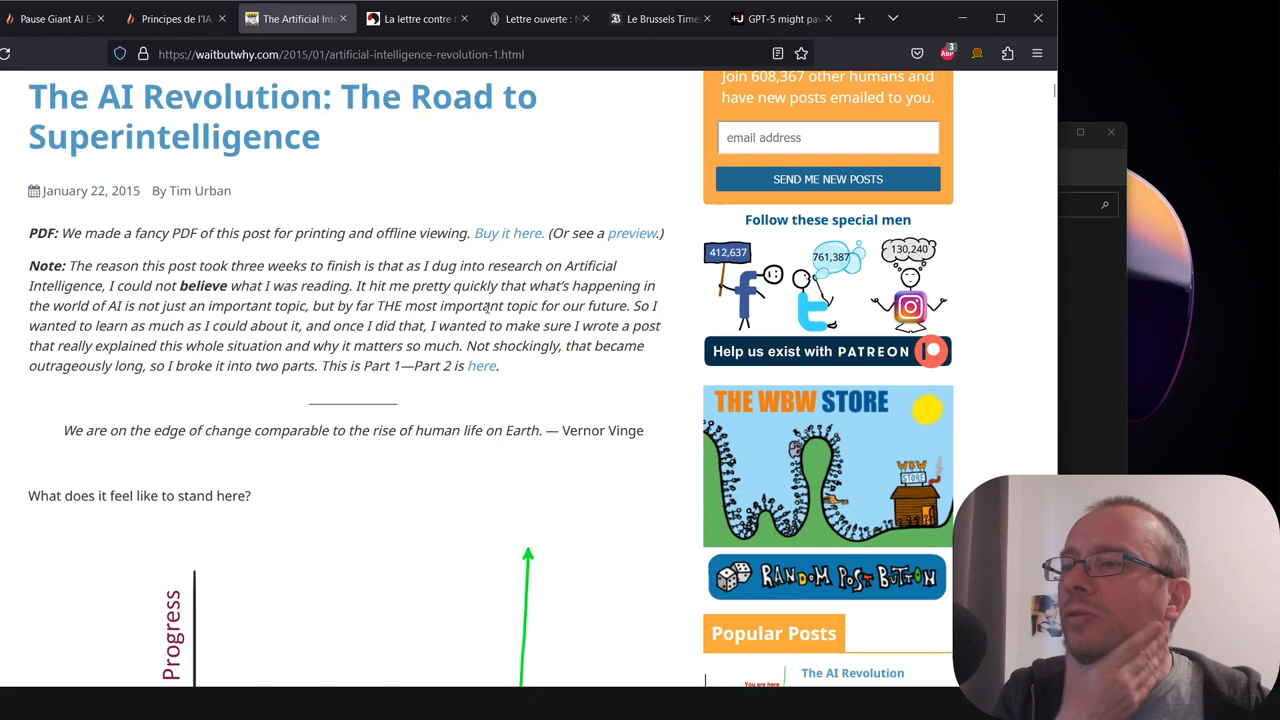 Pause Giant AI Ex
Principes de l'IA
The Artificial Inte
La lettre contre l'
Lettre ouverte : N
Le Brussels Times
GPT-5 might pav
https://waitbutwhy.com/2015/01/artificial-intelligence-revolution-1.html
3
The AI Revolution: The Road to
Superintelligence
January 22, 2015 By Tim Urban
PDF: We made a fancy PDF of this post for printing and offline viewing. Buy it here. (Or see a preview.)
Note: The reason this post took three weeks to finish is that as I dug into research on Artificial
Intelligence, I could not believe what I was reading. It hit me pretty quickly that what's happening in
the world of AI is not just an important topic, but by far THE most important topic for our future. So I
wanted to learn as much as I could about it, and once I did that, I wanted to make sure I wrote a post
that really explained this whole situation and why it matters so much. Not shockingly, that became
outrageously long, so I broke it into two parts. This is Part 1—Part 2 is here.
We are on the edge of change comparable to the rise of human life on Earth. — Vernor Vinge
What does it feel like to stand here?
Progress
Join 608,367 other humans and
have new posts emailed to you.
email address
SEND ME NEW POSTS
Follow these special men
412,637
761,387
130,240
Help us exist with PATREON
THE WBW STORE
WBW
STORE
RANDOM POST BUTTON
Popular Posts
The AI Revolution
You are here